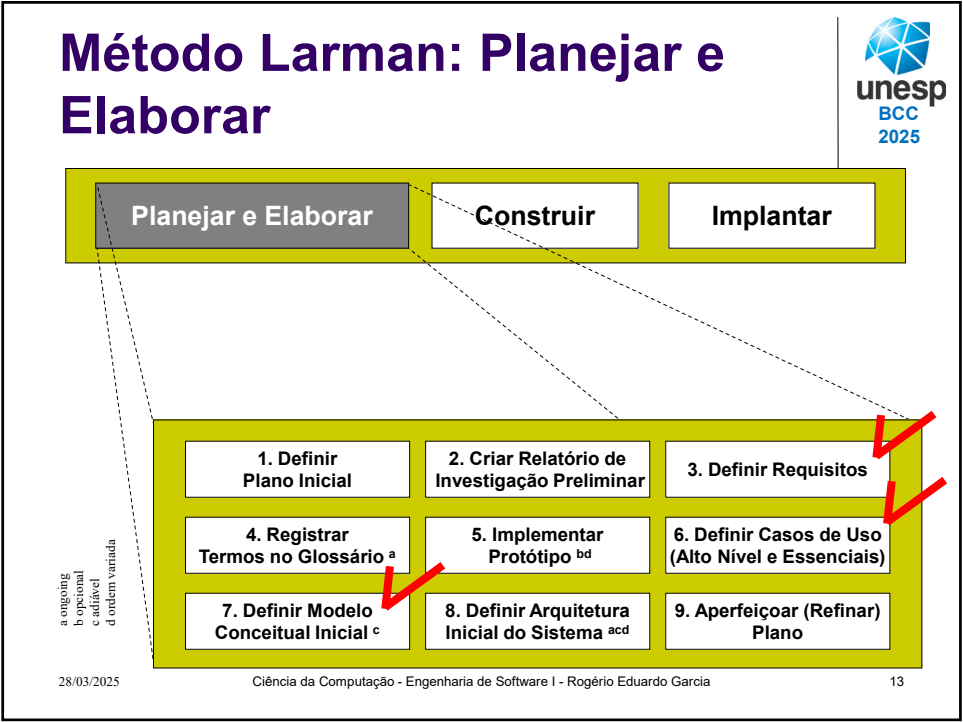 Método Larman: Planejar e
Elaborar
unesp
BCC
2025
Planejar e Elaborar
Construir
Implantar
1. Definir
Plano Inicial
2. Criar Relatório de
Investigação Preliminar
3. Definir Requisitos
4. Registrar
Termos no Glossário a
5. Implementar
Protótipo bd
6. Definir Casos de Uso
(Alto Nível e Essenciais)
7. Definir Modelo
Conceitual Inicial c
8. Definir Arquitetura
Inicial do Sistema acd
9. Aperfeiçoar (Refinar)
Plano
a ongoing
b opcional
c adiável
d ordem variada
28/03/2025
Ciência da Computação - Engenharia de Software I - Rogério Eduardo Garcia
13